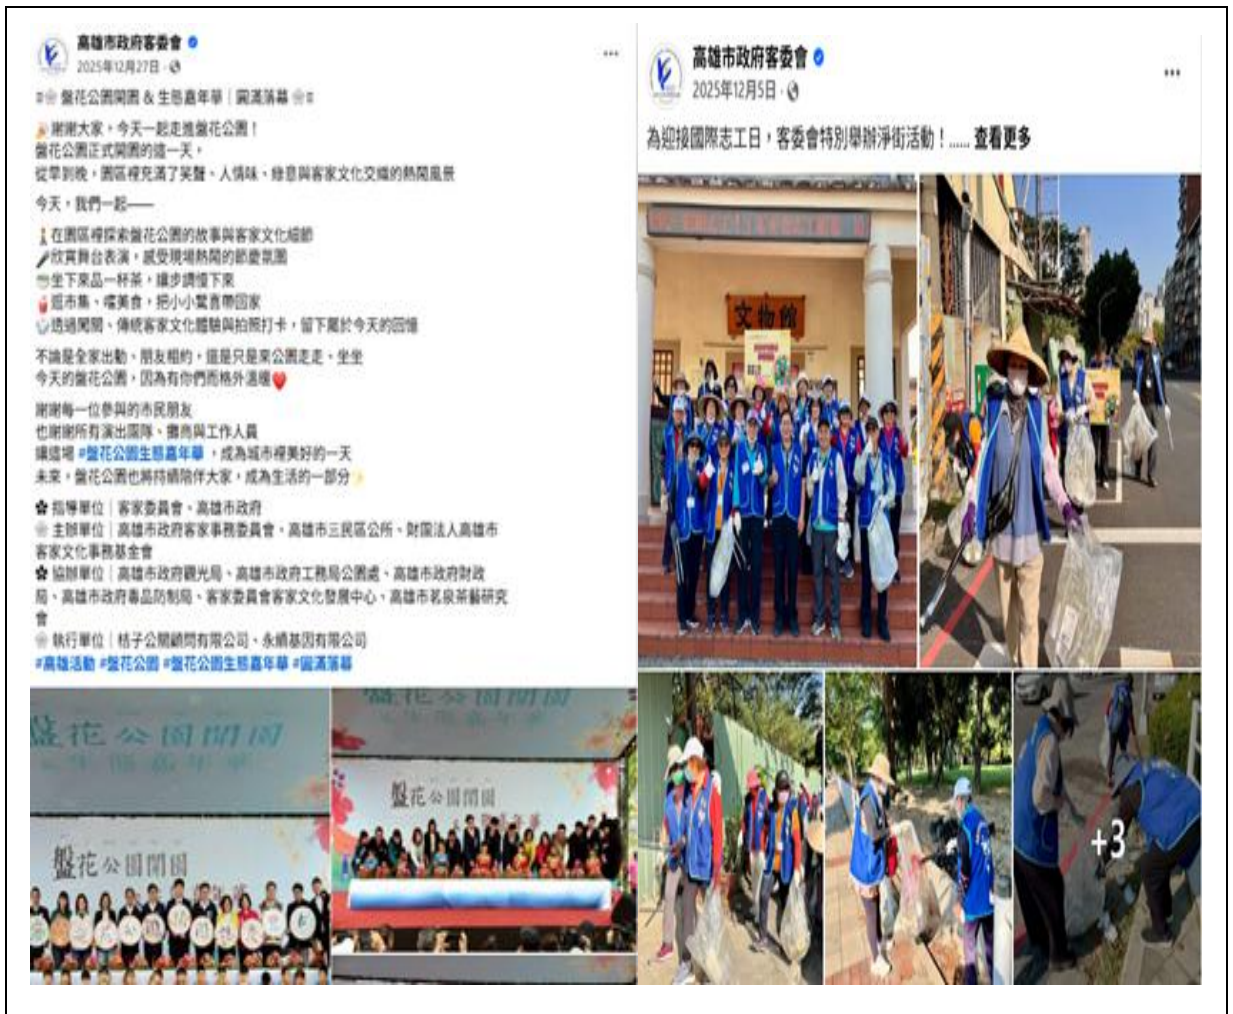 高雄市政府客委會
2025年12月27日
盤花公園開園 & 生態嘉年華｜圓滿落幕
謝謝大家，今天一起走進盤花公園！
盤花公園正式開園的這一天，
從早到晚，園區裡充滿了笑聲、人情味、綠意與客家文化交織的熱鬧風景
今天，我們一起——
在園區裡探索盤花公園的故事與客家文化細節
欣賞舞台表演，感受現場熱鬧的節慶氛圍
坐下來品一杯茶，讓步調慢下來
逛市集、嚐美食，把小小驚喜帶回家
透過闖關、傳統客家文化體驗與拍照打卡，留下屬於今天的回憶
不論是全家出動、朋友相約，還是只是來公園走走、坐坐
今天的盤花公園，因為有你們而格外溫暖❤
謝謝每一位參與的市民朋友
也謝謝所有演出團隊、攤商與工作人員
讓這場 #盤花公園生態嘉年華 ，成為城市裡美好的一天
未來，盤花公園也將持續陪伴大家，成為生活的一部分✨
指導單位｜客家委員會、高雄市政府
主辦單位｜高雄市政府客家事務委員會、高雄市三民區公所、財團法人高雄市
客家文化事務基金會
協辦單位｜高雄市政府觀光局、高雄市政府工務局公園處、高雄市政府財政
局、高雄市政府毒品防制局、客家委員會客家文化發展中心、高雄市茗泉茶藝研究
會
執行單位｜桔子公關顧問有限公司、永續基因有限公司
#高雄活動 #盤花公園 #盤花公園生態嘉年華 #圓滿落幕
盤花公園開園
生態嘉年華
盤花公園開園
盤花公園開園
高雄市政府客委會
2025年12月5日
為迎接國際志工日，客委會特別舉辦淨街活動！...... 查看更多
文物館
+3